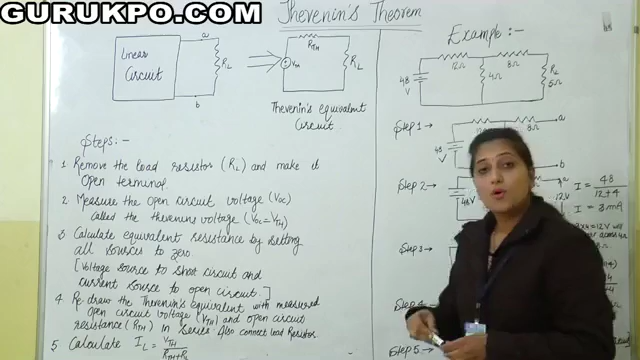 GURUKPO.COM
Thevenin's Theorem
Linear
Circuit
a
b
RL
RTH
VTH
RL
Thevenin's equivalent
Circuit
Steps:-
1 Remove the load resistor (RL) and make it
Open terminal.
2 Measure the open circuit voltage (Voc)
called the thevenins voltage (Voc=VTH)
3 Calculate equivalent resistance by setting
all sources to zero.
[Voltage source to short circuit and
current source to open circuit.]
4 Re draw the Thevenin's equivalent with measured
open circuit voltage (VTH) and open circuit
resistance (RTH) in series Also connect load Resistor
5 Calculate IL = VTH / RTH+RL
Example:-
48
V
12Ω
8Ω
4Ω
RL
5Ω
Step 1→
48
V
8Ω
a
b
Step 2→
a
12V
I = 48 / 12+4
I = 3mA
3x4=12V
across 4Ω
Step 3→
Step 4
Step 5